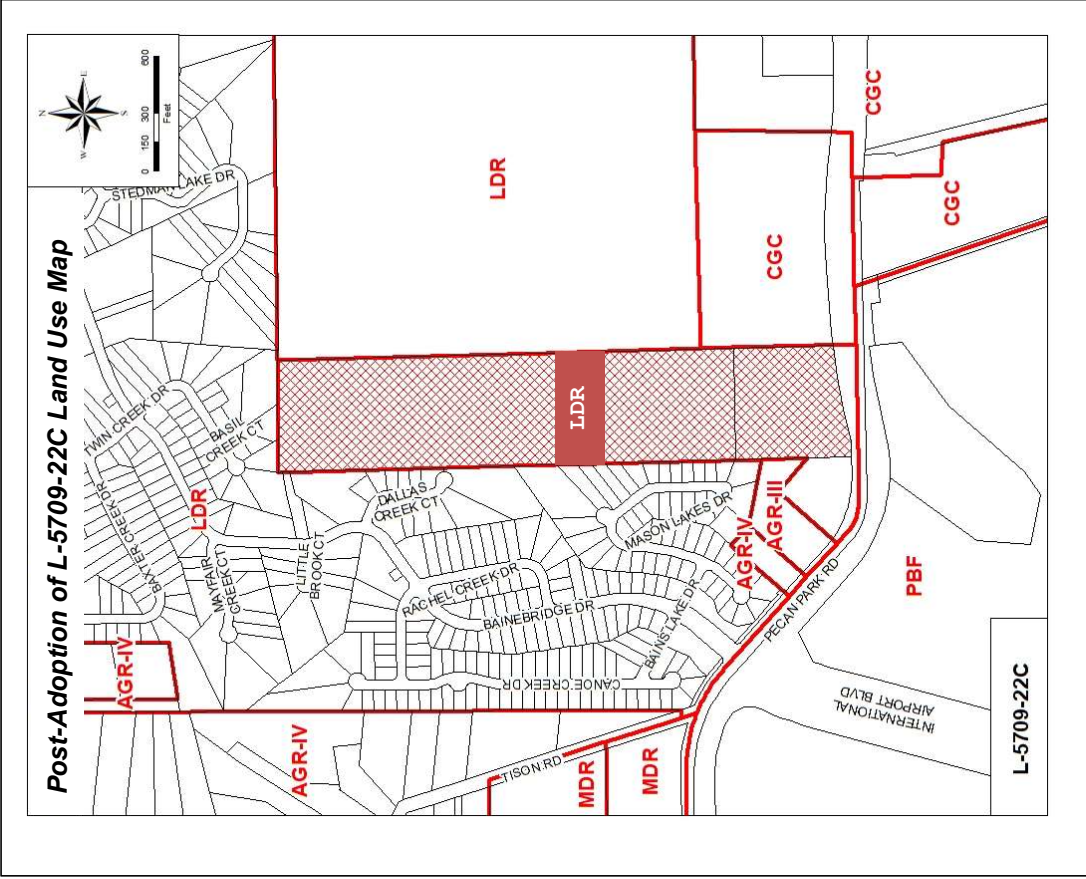 Post-Adoption of L-5709-22C Land Use Map
N
E
S
W
0 150 300 600
Feet
STEDMAN LAKE DR
TWIN CREEK DR
BASIL
CREEK CT
BAXTER CREEK DR
LDR
MAYFAIR
CREEK CT
LITTLE
BROOK CT
DALLAS
CREEK CT
RACHEL CREEK DR
BAINEBRIDGE DR
CANOE CREEK DR
BAINS LAKE DR
MASON LAKES DR
AGR-IV
AGR-IV
TISON RD
MDR
MDR
AGR-IV
AGR-III
PECAN PARK RD
PBF
INTERNATIONAL
AIRPORT BLVD
LDR
LDR
CGC
CGC
CGC
L-5709-22C